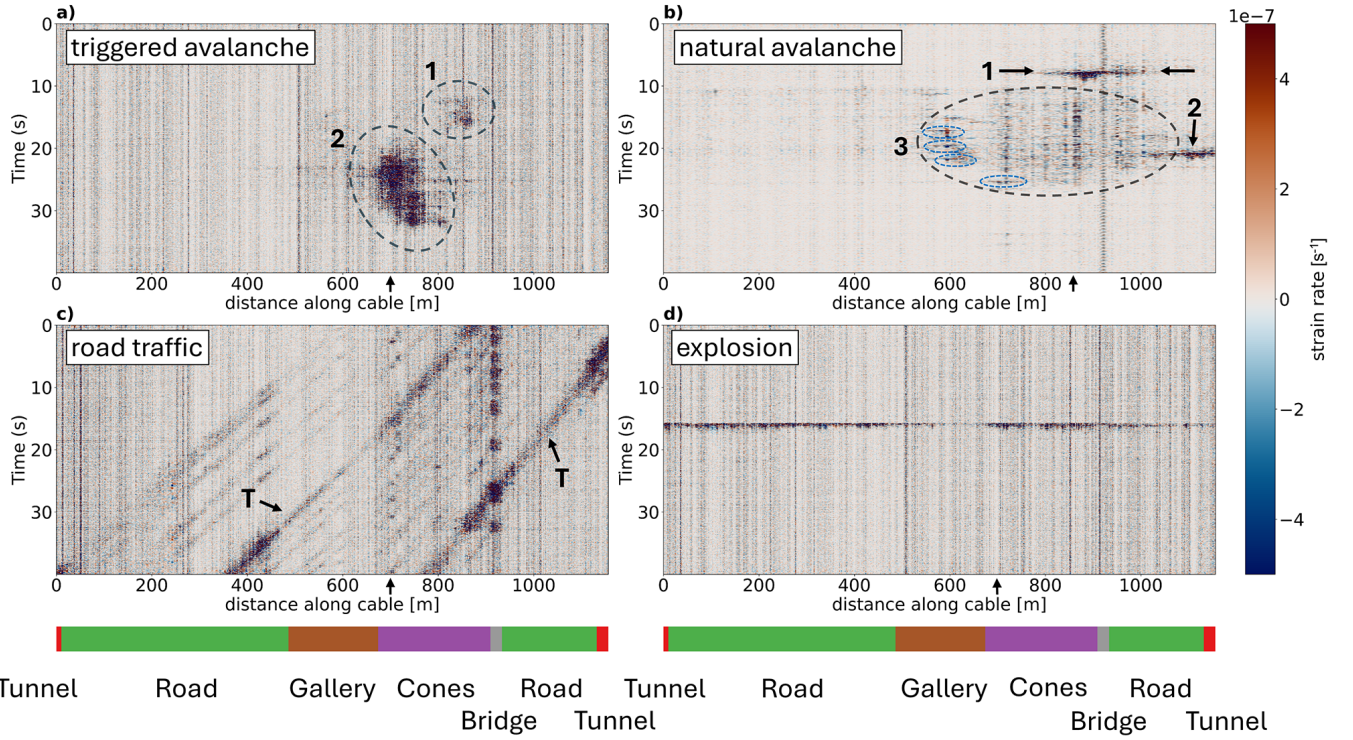 a)
triggered avalanche
1
2
0
10
20
30
Time (s)
0 200 400 600 800 1000
distance along cable [m]
b)
natural avalanche
1
2
3
0
10
20
30
Time (s)
0 200 400 600 800 1000
distance along cable [m]
c)
road traffic
T
T
0
10
20
30
Time (s)
0 200 400 600 800 1000
distance along cable [m]
d)
explosion
0
10
20
30
Time (s)
0 200 400 600 800 1000
distance along cable [m]
1e−7
4
2
0
−2
−4
strain rate [s⁻¹]
Tunnel Road Gallery Cones Road Tunnel Road Gallery Cones Road
Bridge Tunnel Bridge Tunnel